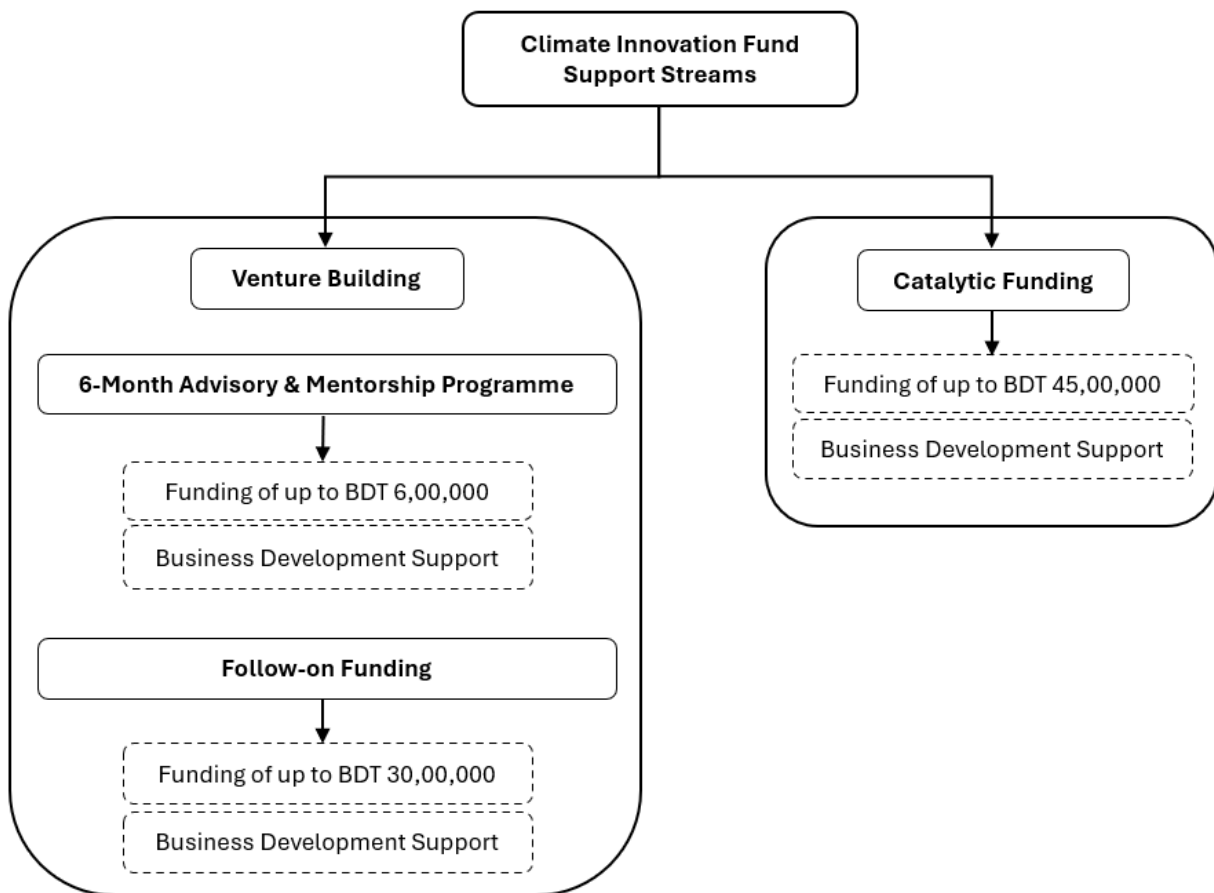 Climate Innovation Fund
Support Streams
Venture Building
6-Month Advisory & Mentorship Programme
Funding of up to BDT 6,00,000
Business Development Support
Follow-on Funding
Funding of up to BDT 30,00,000
Business Development Support
Catalytic Funding
Funding of up to BDT 45,00,000
Business Development Support